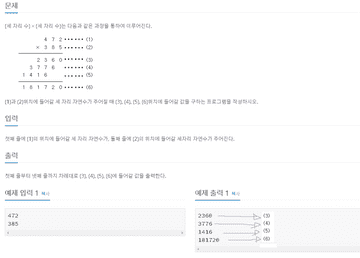 문제
(세 자리 수) × (세 자리 수)는 다음과 같은 과정을 통하여 이루어진다.
4 7 2 •••••• (1)
× 3 8 5 •••••• (2)
2 3 6 0 •••••• (3)
3 7 7 6 •••••• (4)
1 4 1 6 •••••• (5)
1 8 1 7 2 0 •••••• (6)
(1)과 (2)위치에 들어갈 세 자리 자연수가 주어질 때 (3), (4), (5), (6)위치에 들어갈 값을 구하는 프로그램을 작성하시오.
입력
첫째 줄에 (1)의 위치에 들어갈 세 자리 자연수가, 둘째 줄에 (2)의 위치에 들어갈 세자리 자연수가 주어진다.
출력
첫째 줄부터 넷째 줄까지 차례대로 (3), (4), (5), (6)에 들어갈 값을 출력한다.
예제 입력 1 복사
472
385
예제 출력 1 복사
2360 (3)
3776 (4)
1416 (5)
181720 (6)